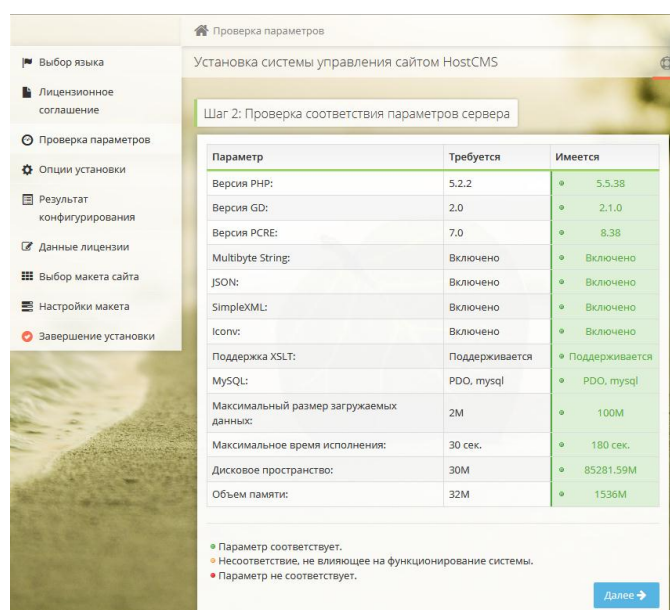 Проверка параметров
Выбор языка
Лицензионное
соглашение
Проверка параметров
Опции установки
Результат
конфигурирования
Данные лицензии
Выбор макета сайта
Настройки макета
Завершение установки
Установка системы управления сайтом HostCMS
Шаг 2: Проверка соответствия параметров сервера
Параметр Требуется Имеется
Версия PHP: 5.2.2 5.5.38
Версия GD: 2.0 2.1.0
Версия PCRE: 7.0 8.38
Multibyte String: Включено Включено
JSON: Включено Включено
SimpleXML: Включено Включено
Iconv: Включено Включено
Поддержка XSLT: Поддерживается Поддерживается
MySQL: PDO, mysql PDO, mysql
Максимальный размер загружаемых
данных: 2M 100M
Максимальное время исполнения: 30 сек. 180 сек.
Дисковое пространство: 30M 85281.59M
Объем памяти: 32M 1536M
Параметр соответствует.
Несоответствие, не влияющее на функционирование системы.
Параметр не соответствует.
Далее